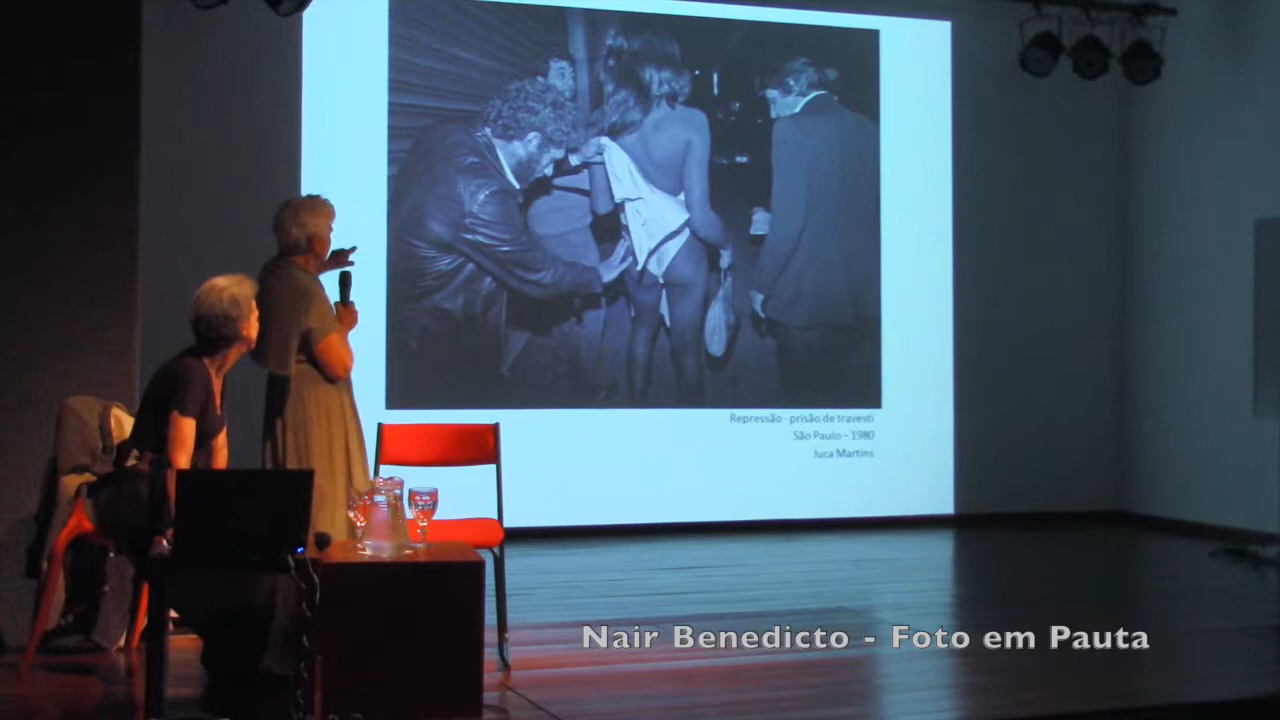 Repressão - prisão de travesti
São Paulo – 1980
Juca Martins
Nair Benedicto - Foto em Pauta